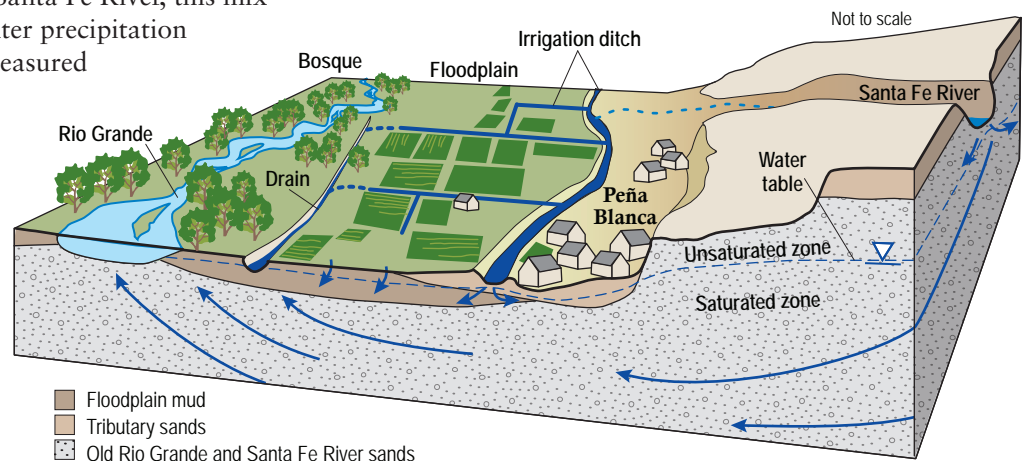 Santa Fe River, this mix
ter precipitation
easured
Not to scale
Irrigation ditch
Bosque
Floodplain
Santa Fe River
Rio Grande
Water
table
Drain
Peña
Blanca
Unsaturated zone
Saturated zone
Floodplain mud
Tributary sands
Old Rio Grande and Santa Fe River sands